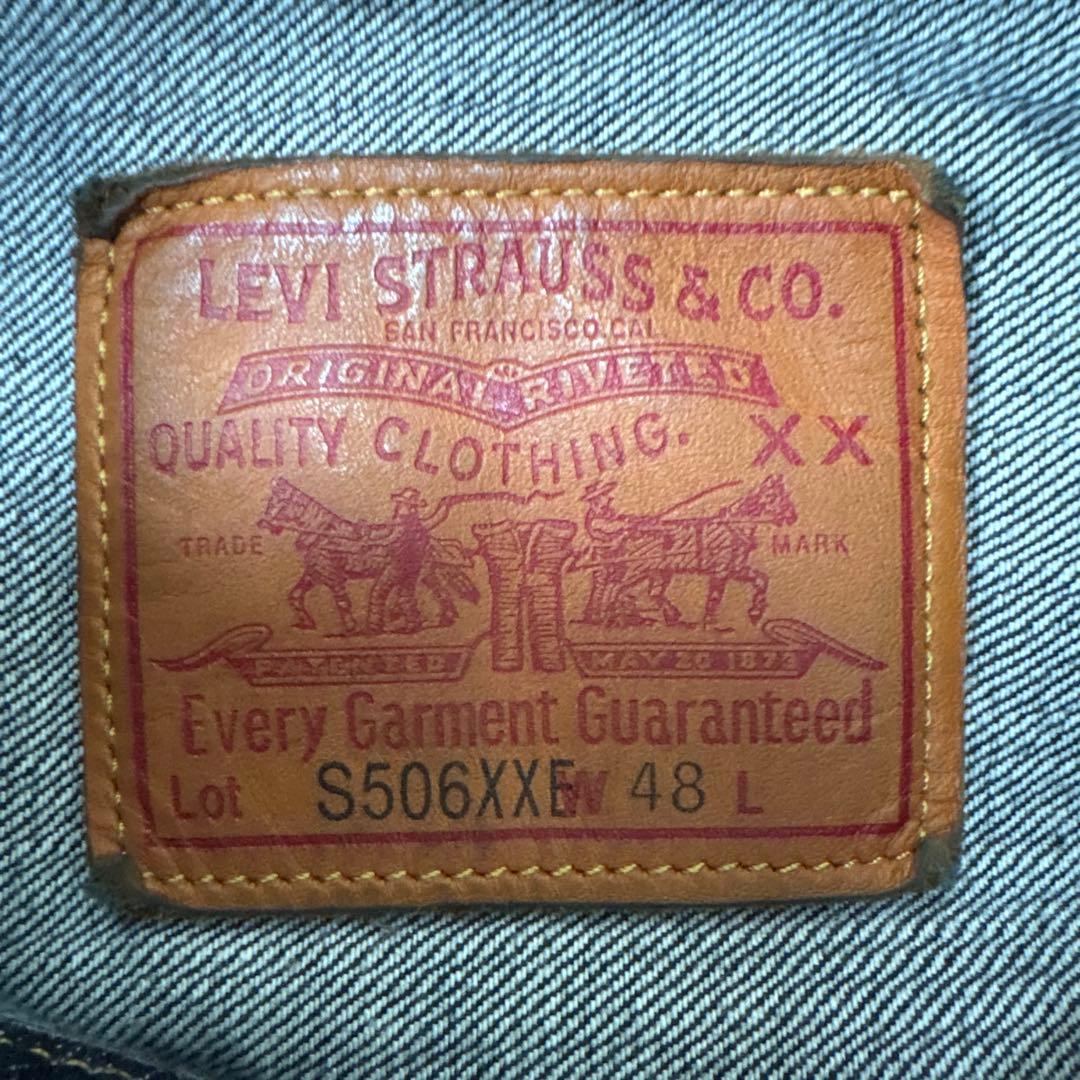 LEVI STRAUSS & CO.
SAN FRANCISCO, CAL.
ORIGINAL RIVETED
QUALITY CLOTHING. XX
TRADE MARK
PATENTED MAY 20 1873
Every Garment Guaranteed
Lot S506XXE W 48 L